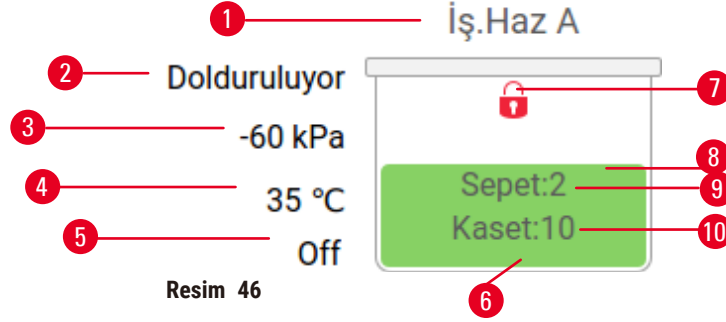 1
İş.Haz A
2
Dolduruluyor
7
3
-60 kPa
8
4
35 °C
Sepet:2
9
5
Off
Kaset:10
10
Resim 46
6